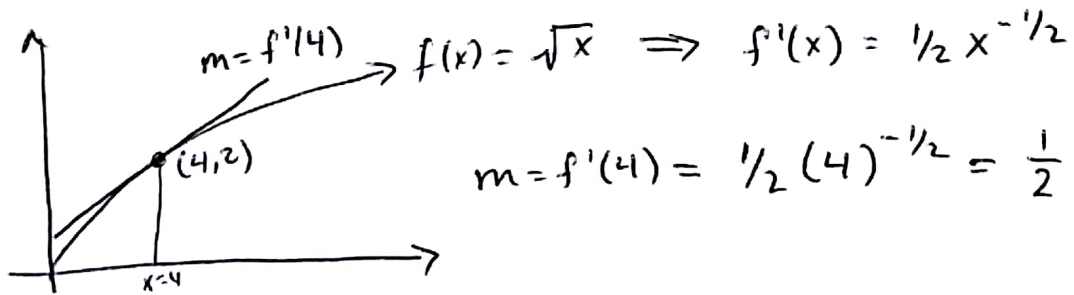 m=f'(4)
f(x) = √x ⟹ f'(x) = 1/2 x^-1/2
(4,2)
m = f'(4) = 1/2 (4)^-1/2 = 1/2
x=4